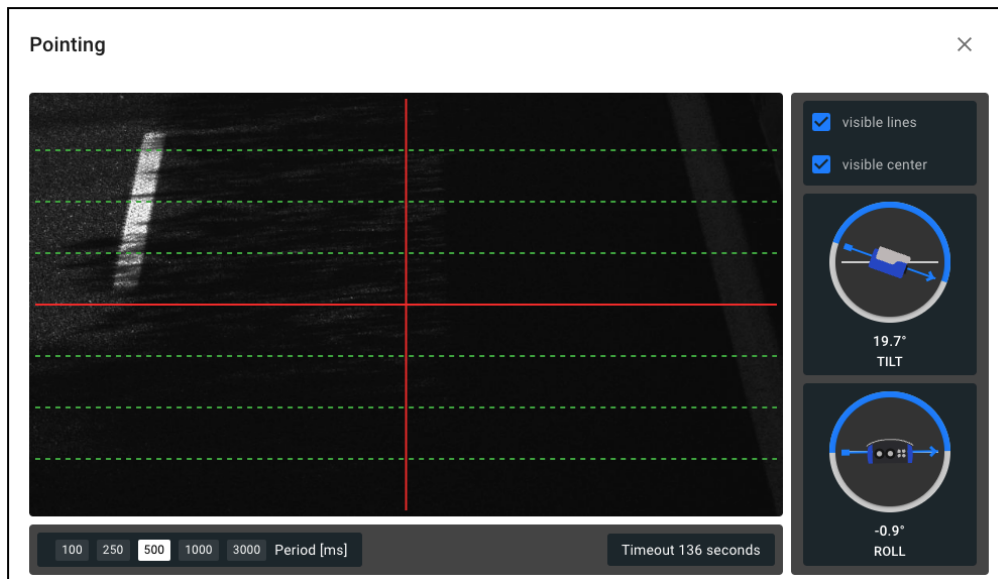 Pointing
visible lines
visible center
19.7°
TILT
-0.9°
ROLL
100 250 500 1000 3000 Period [ms]
Timeout 136 seconds